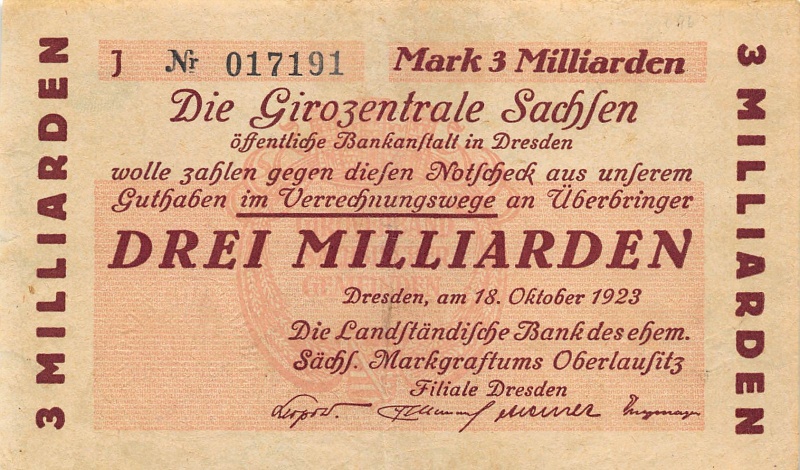 3 MILLIARDEN
J Nr 017191 Mark 3 Milliarden
Die Girozentrale Sachſen
öffentliche Bankanſtalt in Dresden
wolle zahlen gegen dieſen Notſcheck aus unſerem
Guthaben im Verrechnungswege an Überbringer
DREI MILLIARDEN
GEMEINDEN
Dresden, am 18. Oktober 1923
Die Landſtändiſche Bank des ehem.
Sächſ. Markgraftums Oberlauſitz
Filiale Dresden
3 MILLIARDEN